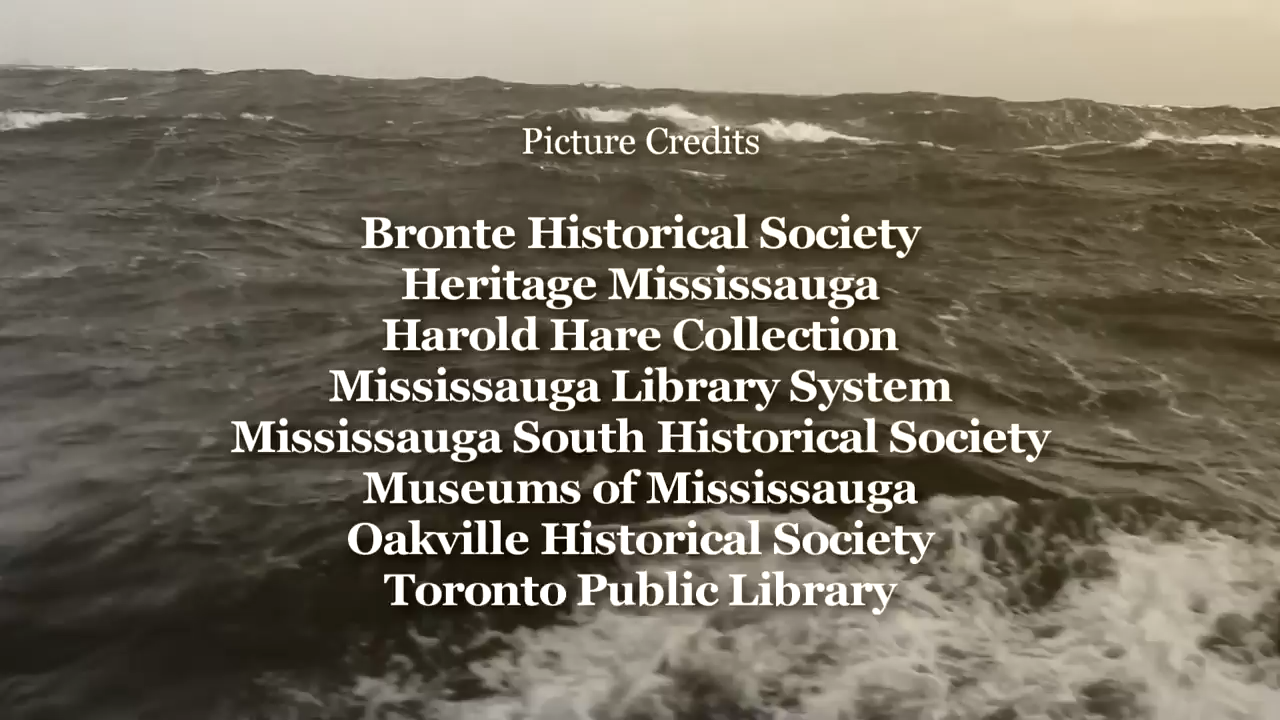 Picture Credits
Bronte Historical Society
Heritage Mississauga
Harold Hare Collection
Mississauga Library System
Mississauga South Historical Society
Museums of Mississauga
Oakville Historical Society
Toronto Public Library